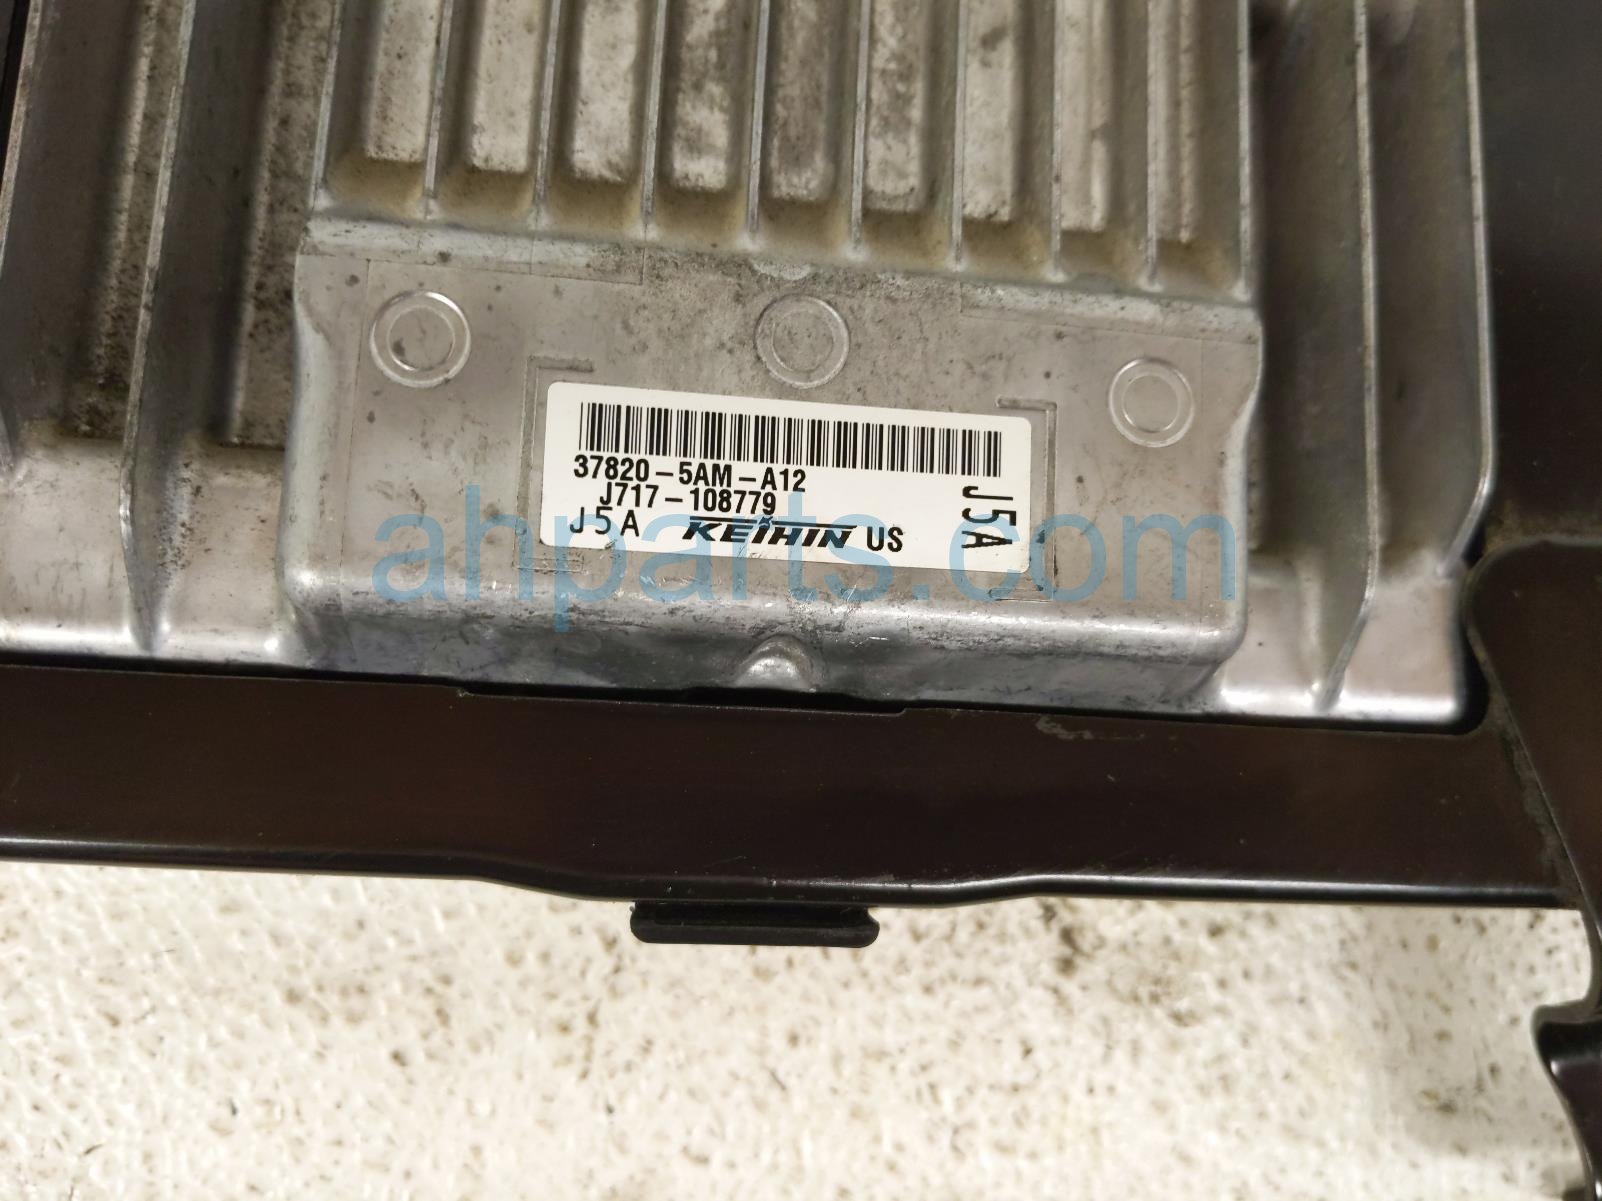 37820-5AM-A12
J717-108779
J5A KEIHIN US
J5A
ahparts.com